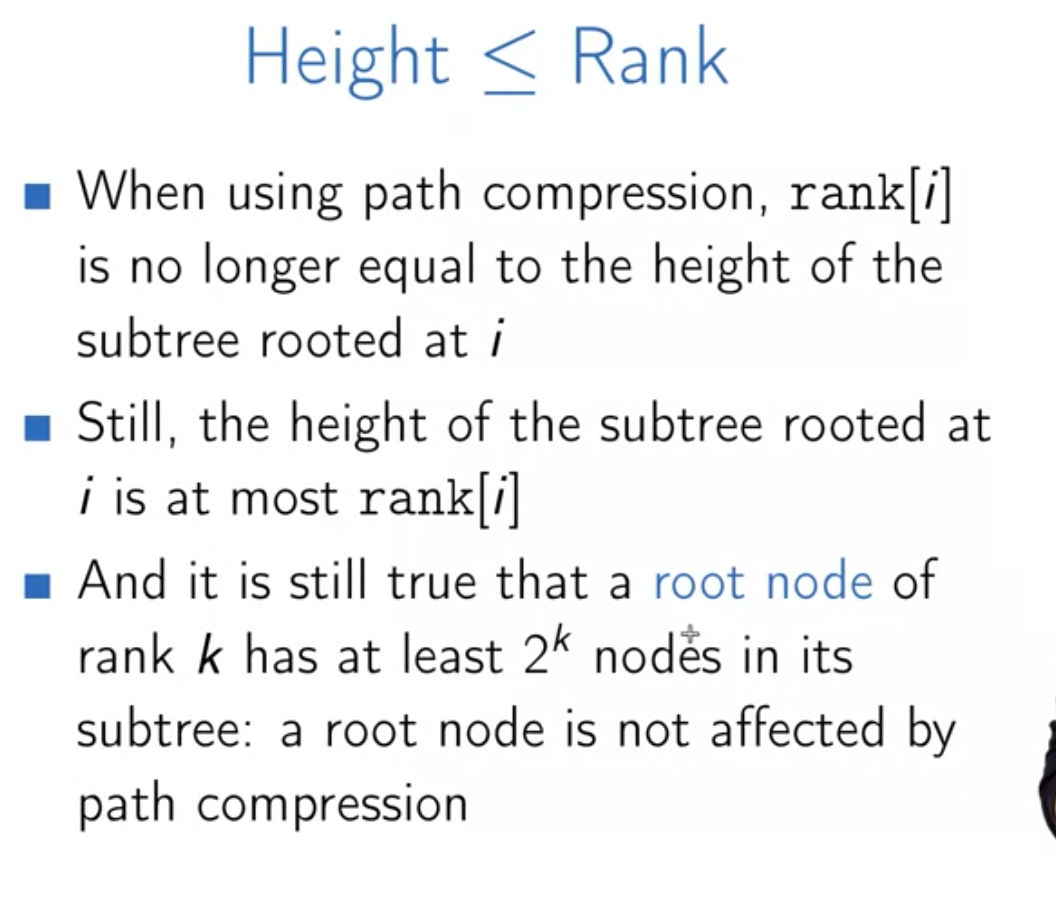 Height ≤ Rank
When using path compression, rank[i]
is no longer equal to the height of the
subtree rooted at i
Still, the height of the subtree rooted at
i is at most rank[i]
And it is still true that a root node of
rank k has at least 2^k nodes in its
subtree: a root node is not affected by
path compression